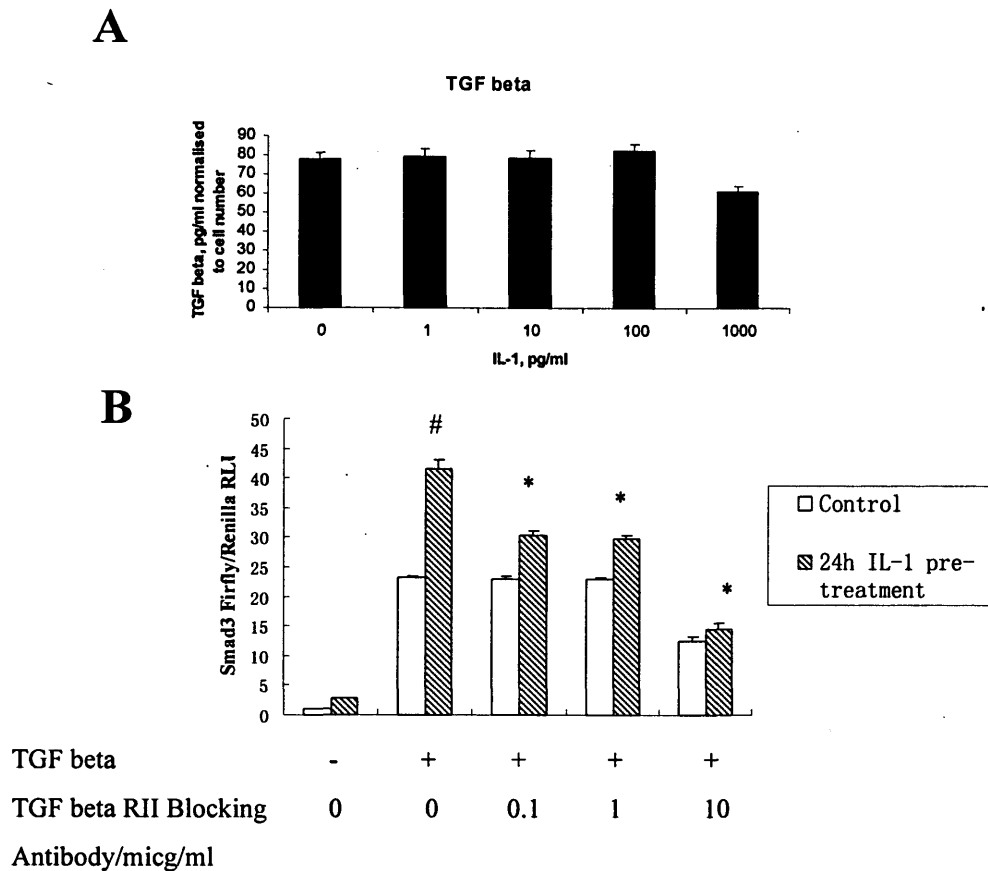 A
TGF beta
TGF beta, pg/ml normalised
to cell number
90
80
70
60
50
40
30
20
10
0
0 1 10 100 1000
IL-1, pg/ml
B
Smad3 Firfly/Renilla RLU
50
45
40
35
30
25
20
15
10
5
0
#
*
*
*
Control
24h IL-1 pre-
treatment
TGF beta - + + + +
TGF beta RII Blocking 0 0 0.1 1 10
Antibody/micg/ml